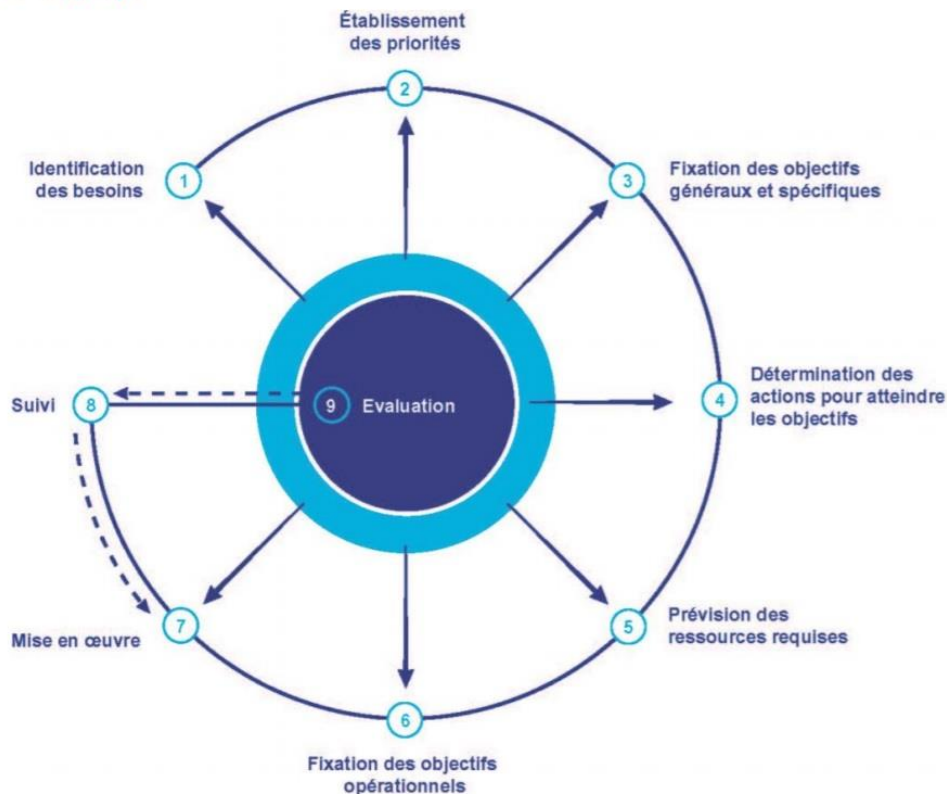 Établissement
des priorités
2
Identification
des besoins
1
3
Fixation des objectifs
généraux et spécifiques
Détermination des
actions pour atteindre
les objectifs
4
Suivi
8
9
Evaluation
Prévision des
ressources requises
5
Mise en œuvre
7
6
Fixation des objectifs
opérationnels